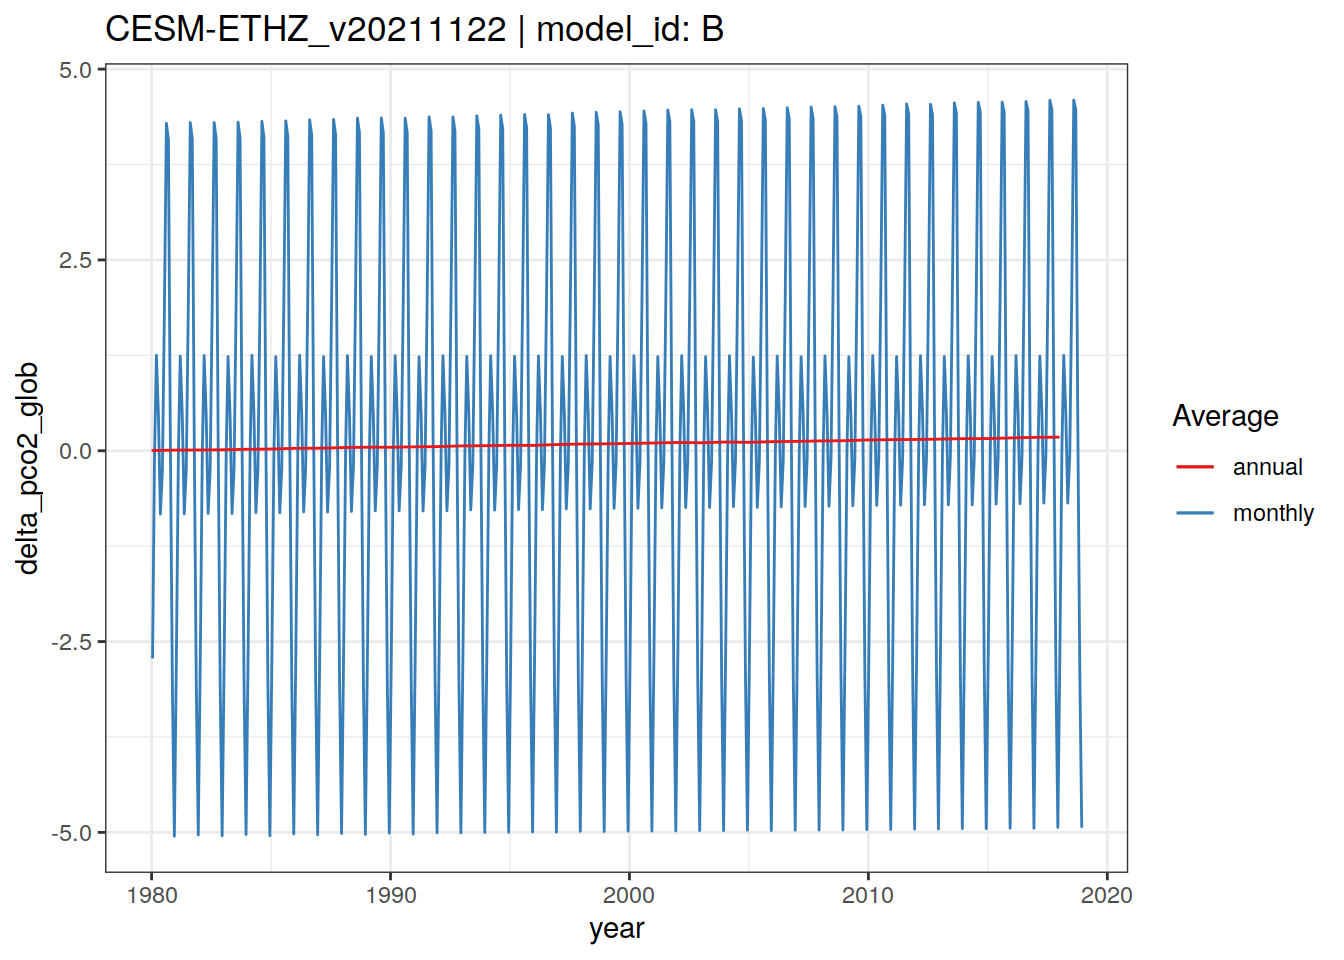 CESM-ETHZ_v20211122 | model_id: B
5.0
2.5
0.0
-2.5
-5.0
delta_pco2_glob
1980
1990
2000
2010
2020
year
Average
annual
monthly